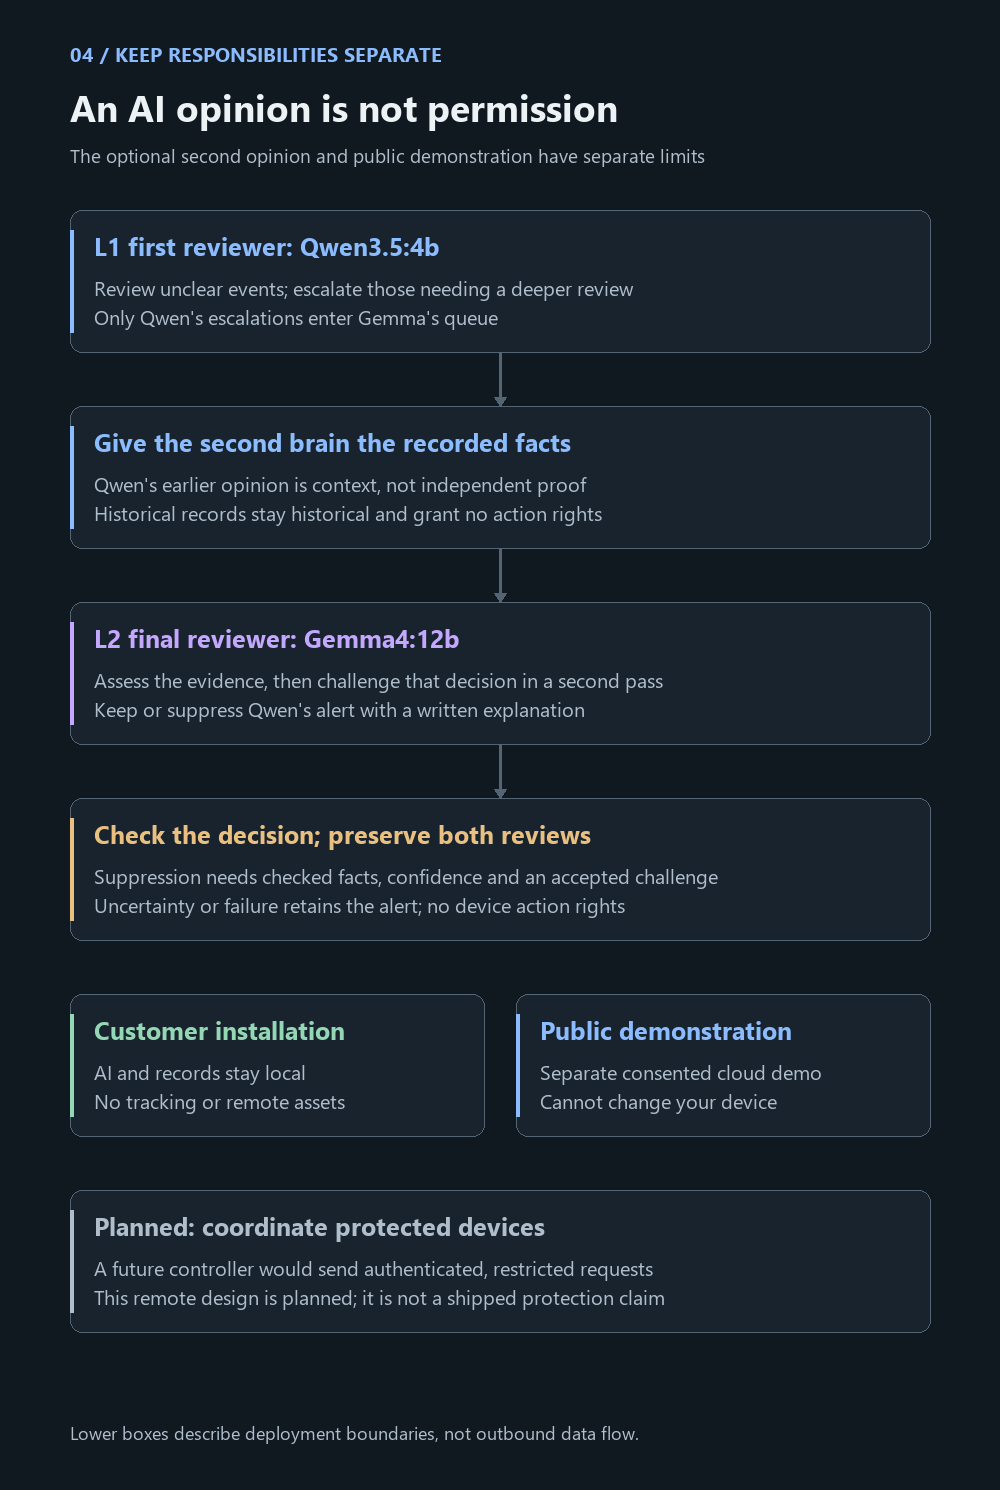 04 / KEEP RESPONSIBILITIES SEPARATE
An AI opinion is not permission
The optional second opinion and public demonstration have separate limits
L1 first reviewer: Qwen3.5:4b
Review unclear events; escalate those needing a deeper review
Only Qwen's escalations enter Gemma's queue
Give the second brain the recorded facts
Qwen's earlier opinion is context, not independent proof
Historical records stay historical and grant no action rights
L2 final reviewer: Gemma4:12b
Assess the evidence, then challenge that decision in a second pass
Keep or suppress Qwen's alert with a written explanation
Check the decision; preserve both reviews
Suppression needs checked facts, confidence and an accepted challenge
Uncertainty or failure retains the alert; no device action rights
Customer installation
AI and records stay local
No tracking or remote assets
Public demonstration
Separate consented cloud demo
Cannot change your device
Planned: coordinate protected devices
A future controller would send authenticated, restricted requests
This remote design is planned; it is not a shipped protection claim
Lower boxes describe deployment boundaries, not outbound data flow.